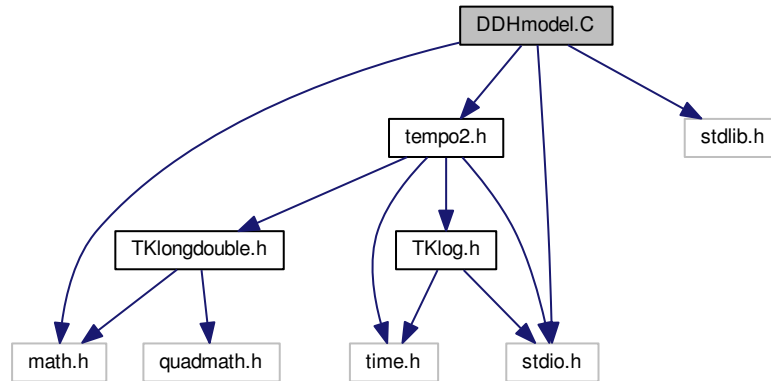 DDHmodel.C
tempo2.h
stdlib.h
TKlongdouble.h
TKlog.h
math.h
quadmath.h
time.h
stdio.h